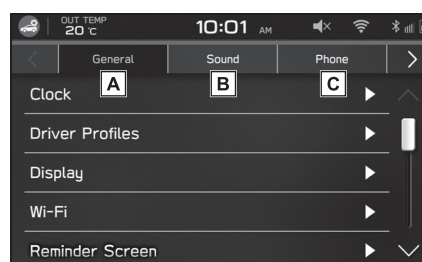 OUT TEMP
20 °C 10:01 AM
General Sound Phone
A B C
Clock
Driver Profiles
Display
Wi-Fi
Reminder Screen